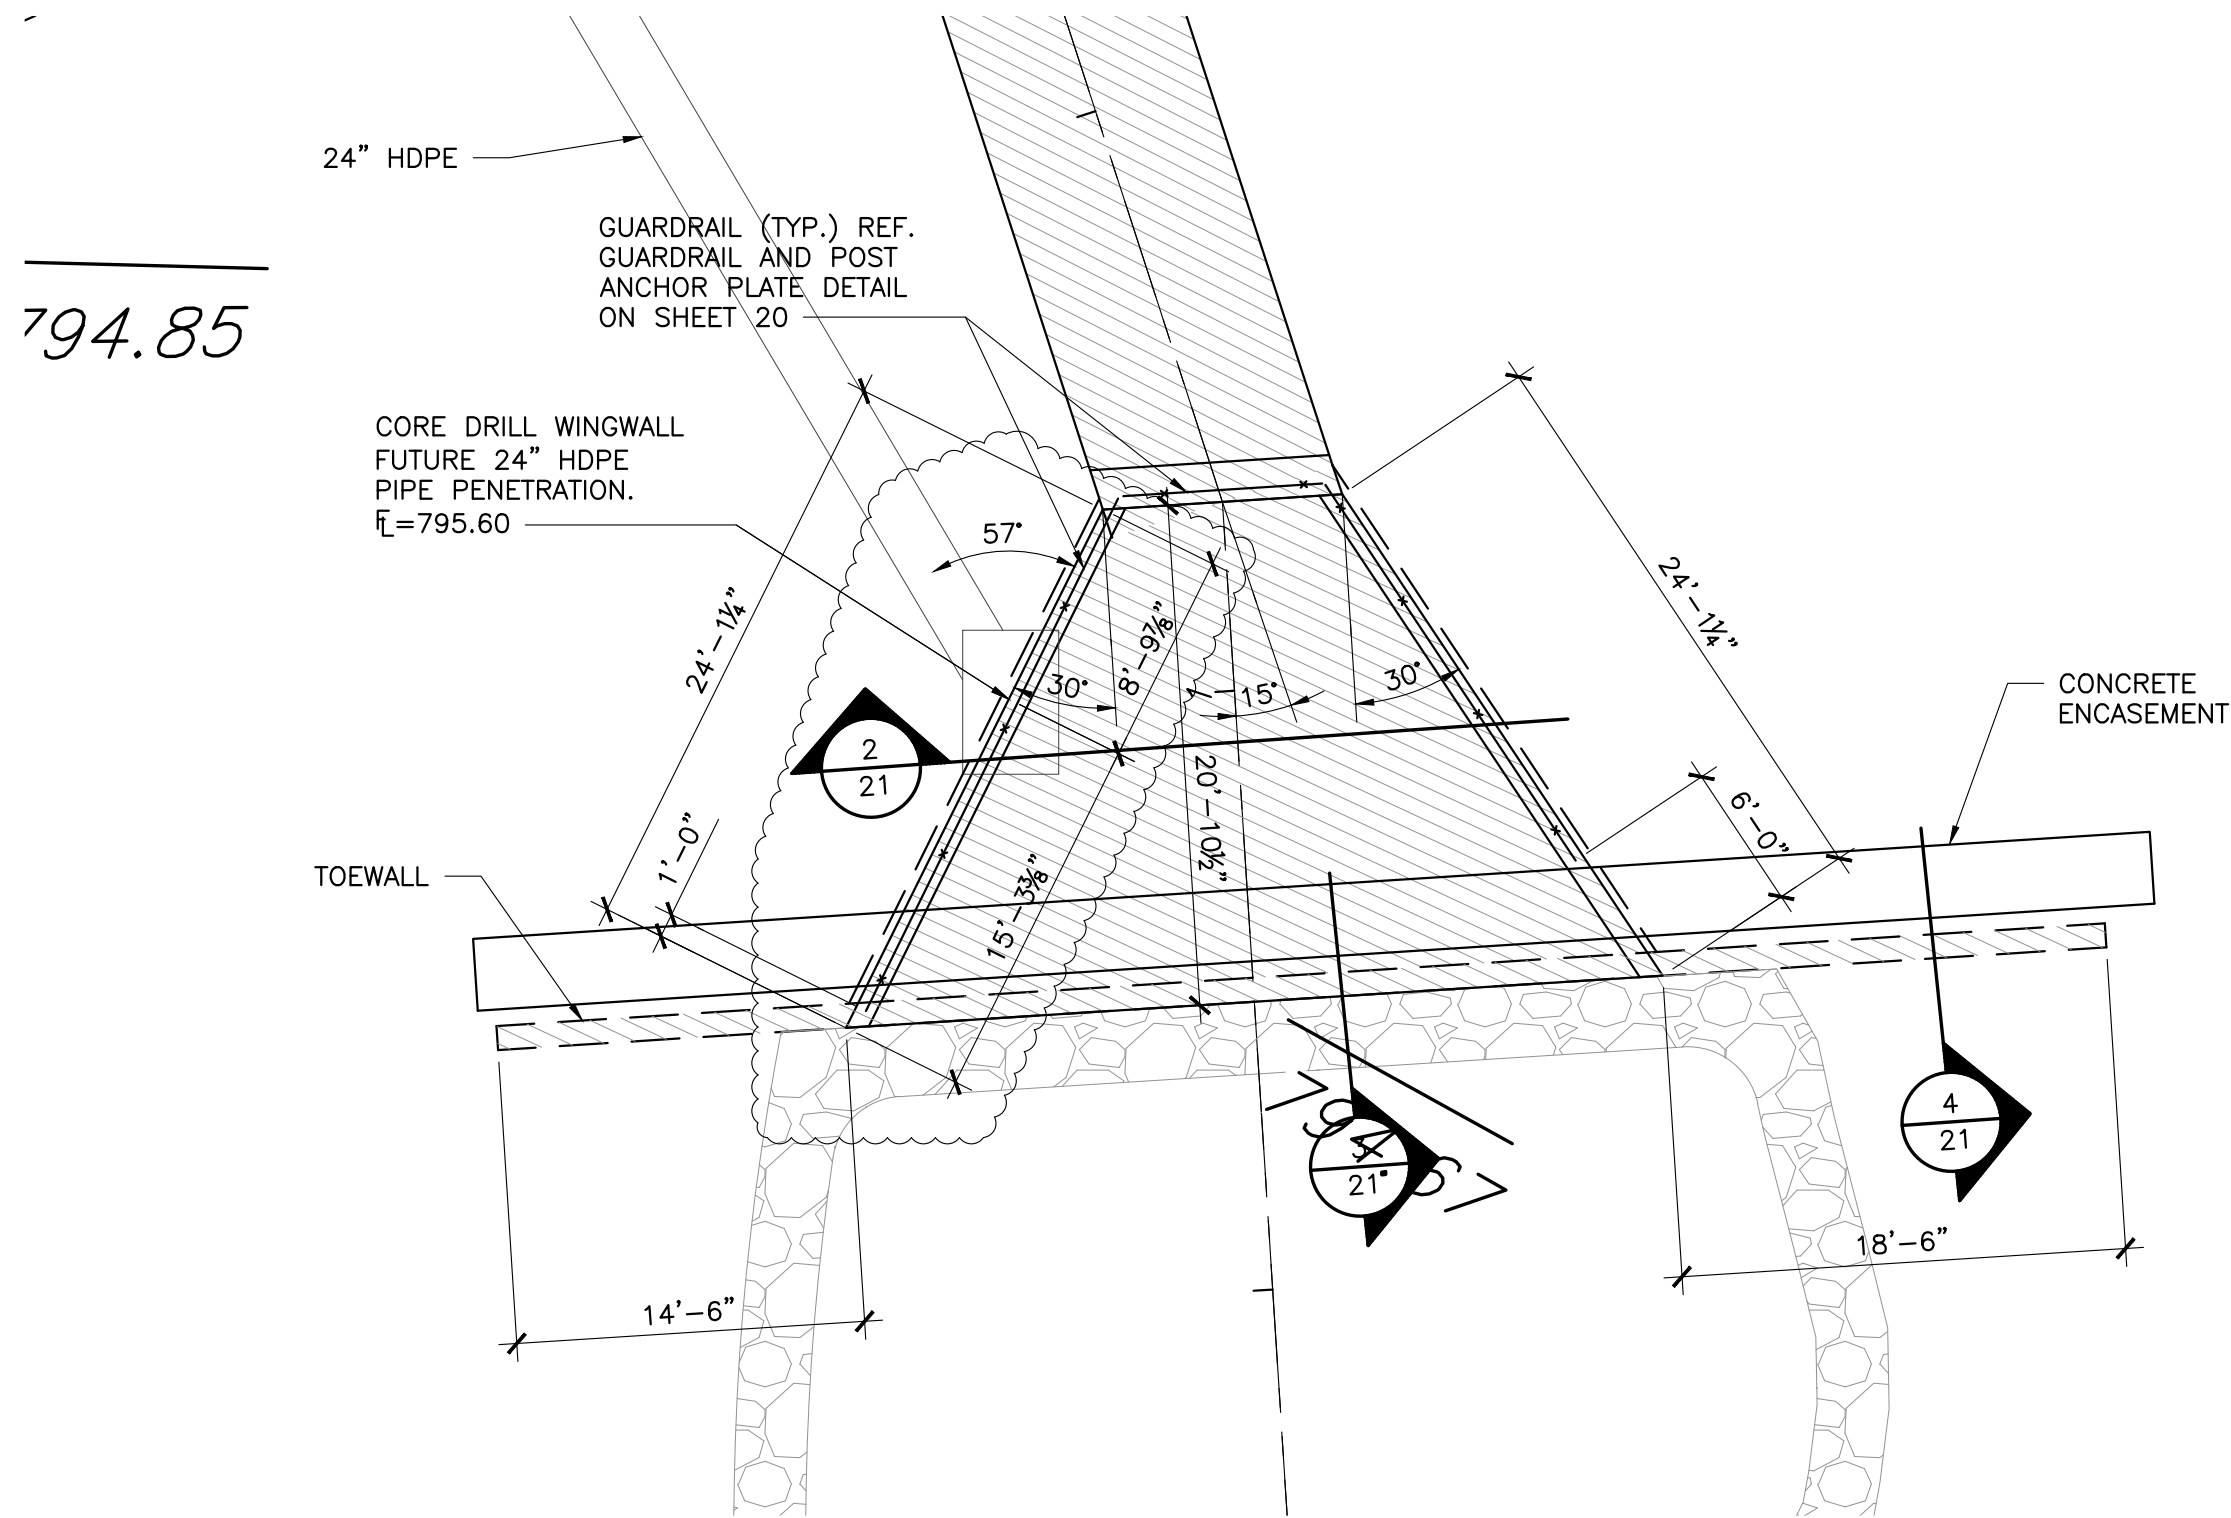 24” HDPE
GUARDRAIL (TYP.) REF.
GUARDRAIL AND POST
ANCHOR PLATE DETAIL
ON SHEET 20
794.85
CORE DRILL WINGWALL
FUTURE 24” HDPE
PIPE PENETRATION.
FL=795.60
57°
24'-1¼”
24'-1¼”
8'-9⅞”
30°
15°
30°
CONCRETE
ENCASEMENT
2
21
20'-10½”
6'-0”
1'-0”
TOEWALL
15'-3⅜”
4
21
3
21
18'-6”
14'-6”